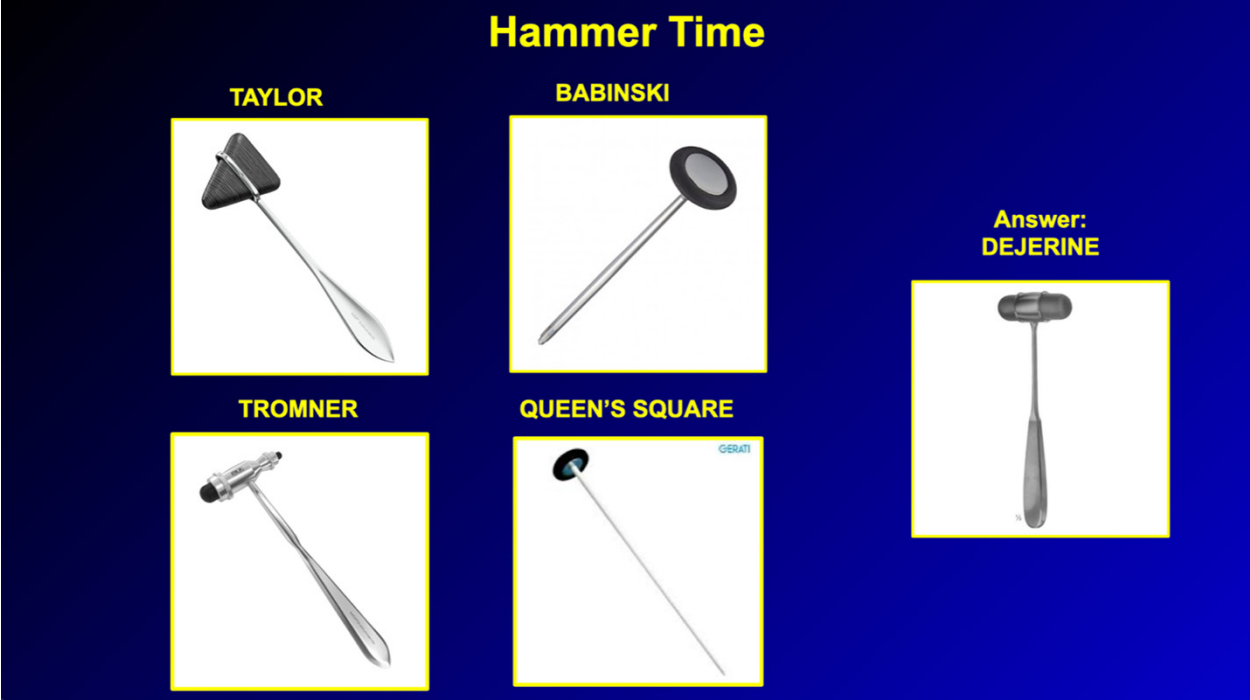 Hammer Time
TAYLOR
BABINSKI
TROMNER
QUEEN’S SQUARE
GERATI
Answer:
DEJERINE